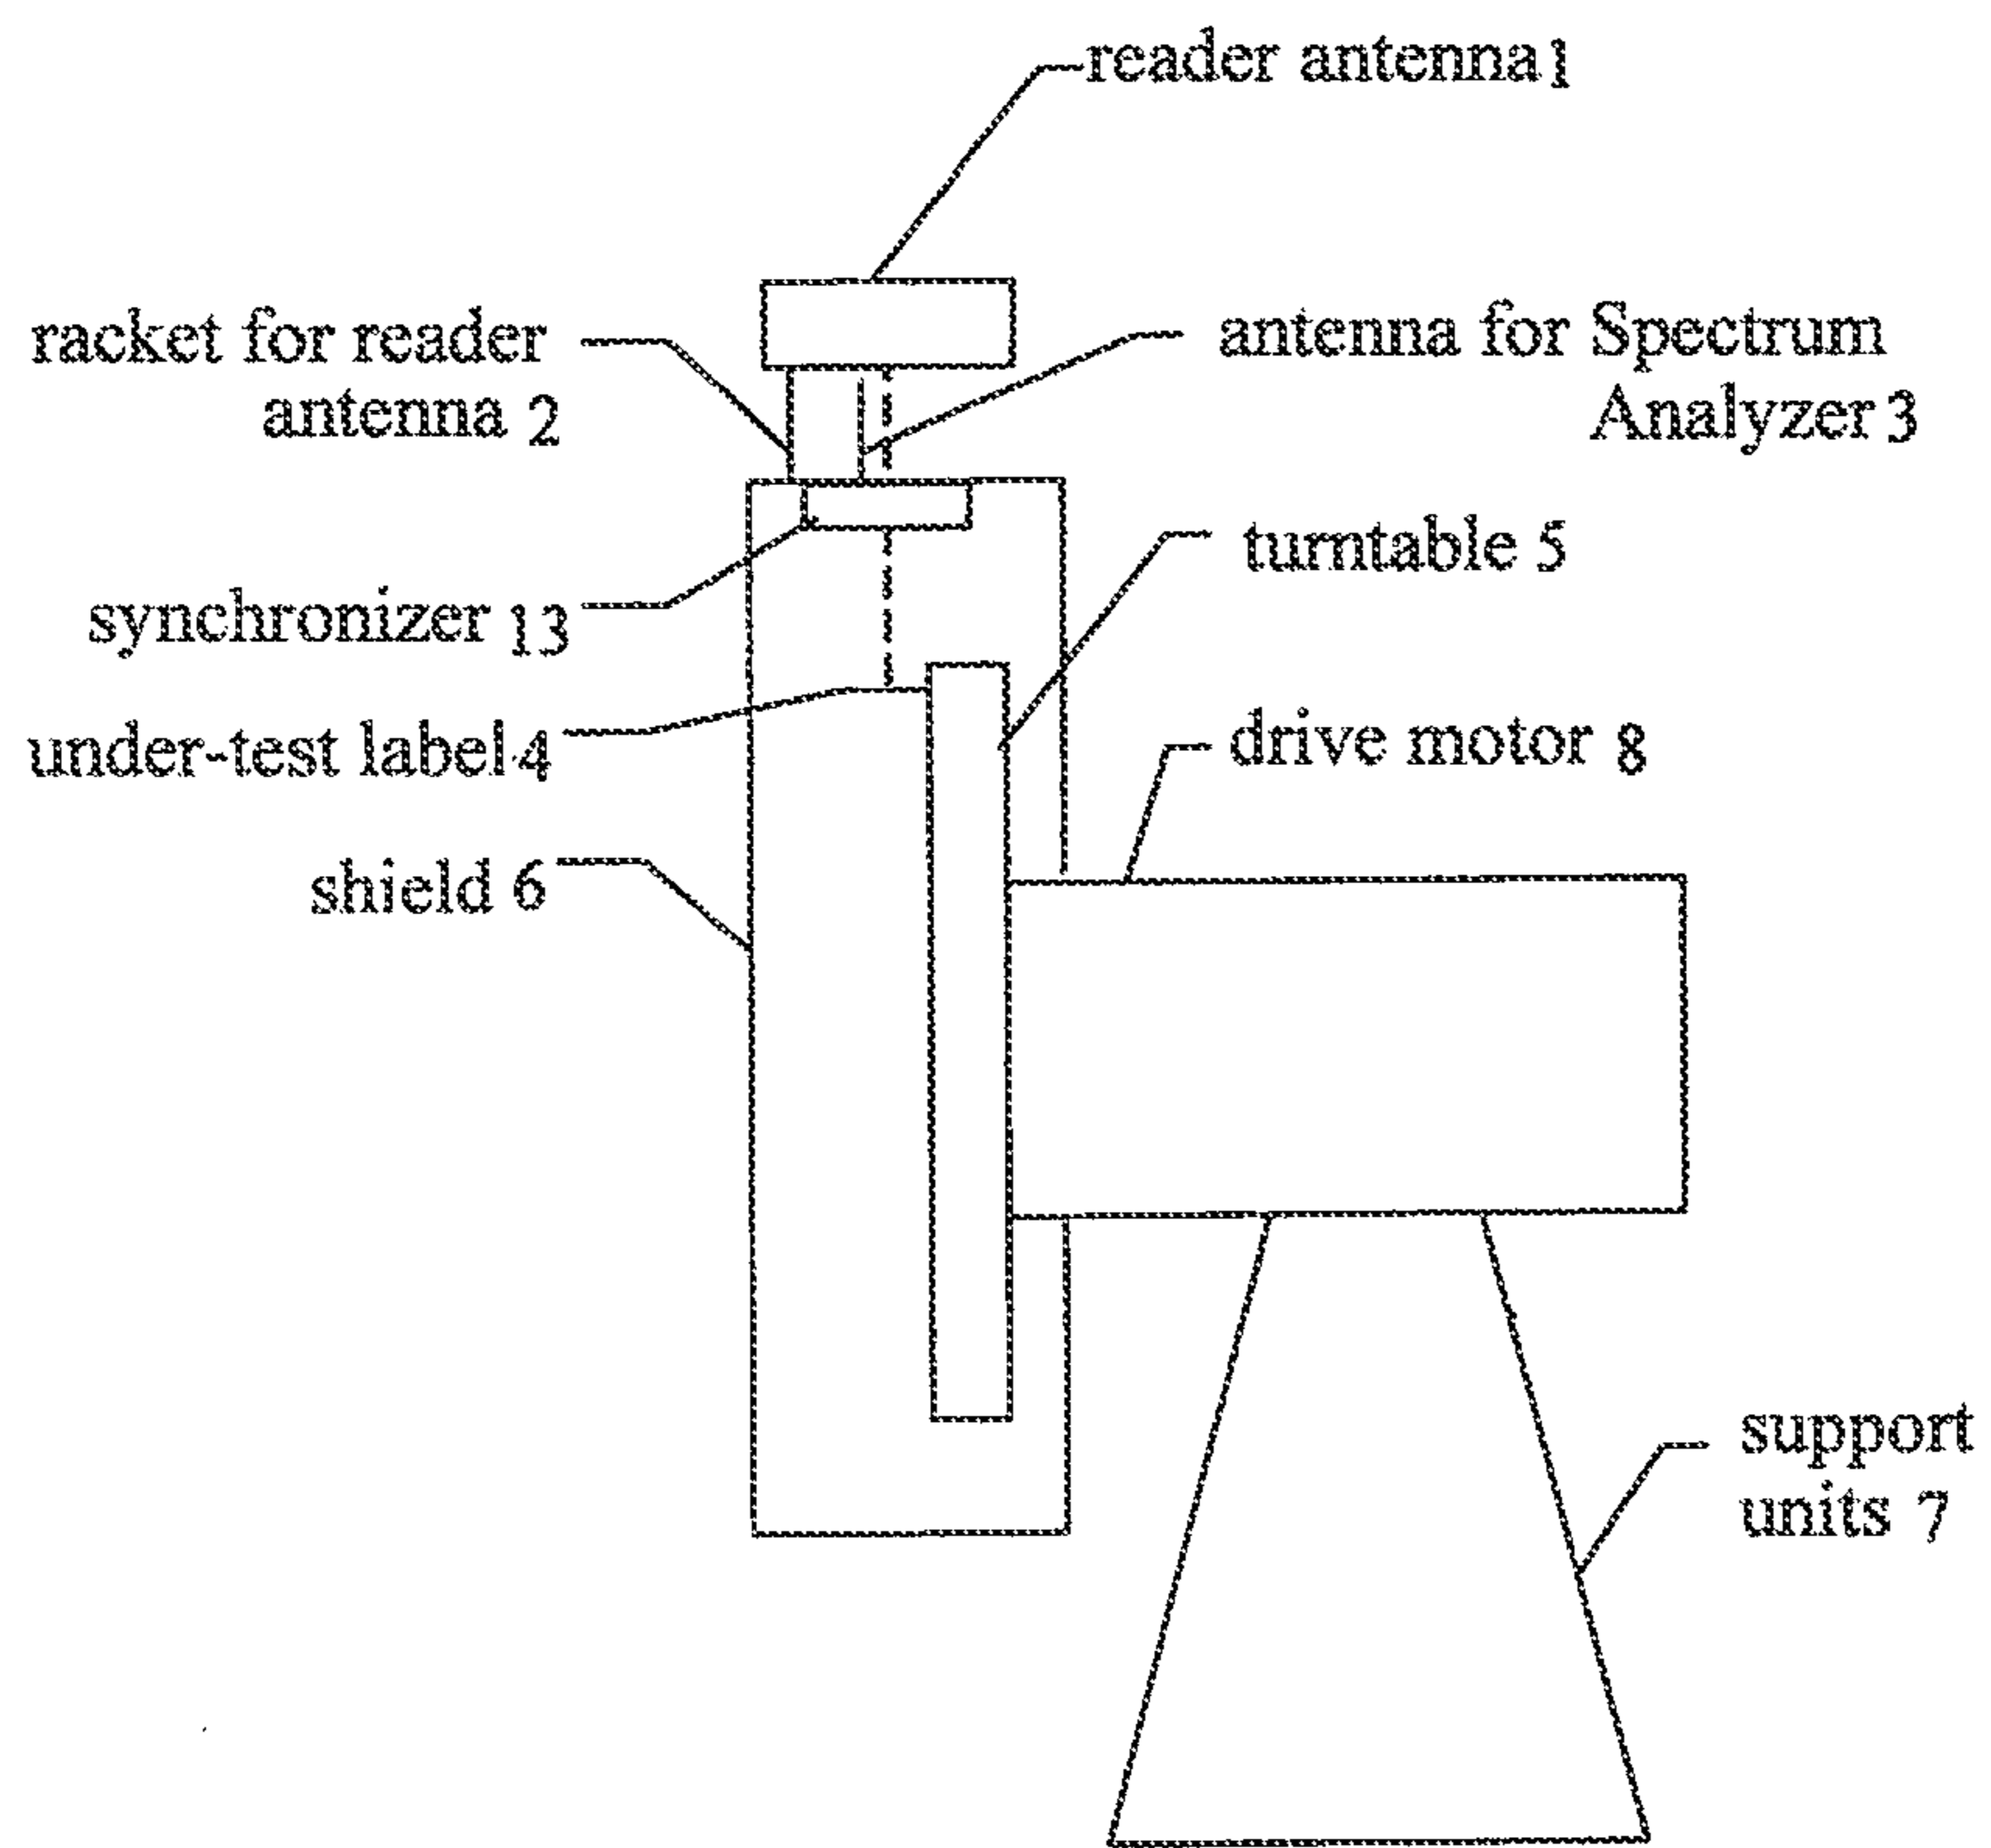 reader antenna 1
racket for reader
antenna 2
antenna for Spectrum
Analyzer 3
turntable 5
synchronizer 13
under-test label 4
drive motor 8
shield 6
support
units 7